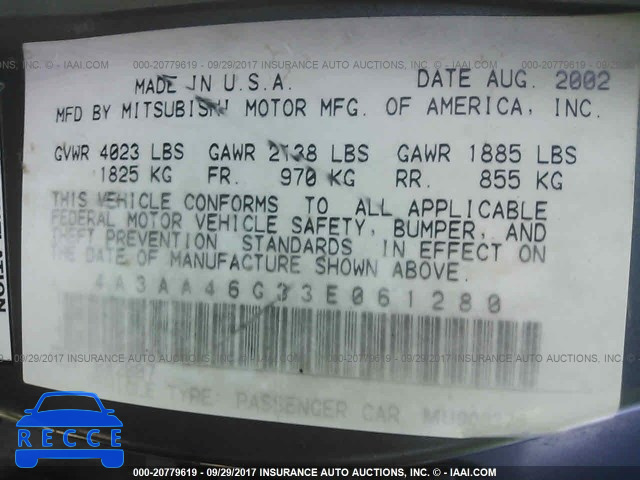 000-20779619 - 09/29/2017 INSURANCE AUTO AUCTIONS - © IAAI.COM
MADE IN U.S.A. DATE AUG. 2002
MFD BY MITSUBISHI MOTOR MFG. OF AMERICA, INC.
GVWR 4023 LBS GAWR 2138 LBS GAWR 1885 LBS
1825 KG FR. 970 KG RR. 855 KG
THIS VEHICLE CONFORMS TO ALL APPLICABLE
FEDERAL MOTOR VEHICLE SAFETY, BUMPER, AND
THEFT PREVENTION STANDARDS IN EFFECT ON
THE DATE OF MANUFACTURE SHOWN ABOVE.
4A3AA46G33E061280
09/29/2017 INSURANCE AUTO AUCTIONS - © IAAI.COM
TYPE: PASSENGER CAR
RECCE
000-20779619 - 09/29/2017 INSURANCE AUTO AUCTIONS - © IAAI.COM